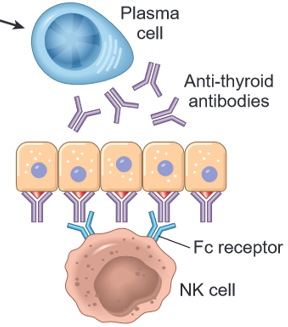 Plasma
cell
Anti-thyroid
antibodies
Fc receptor
NK cell